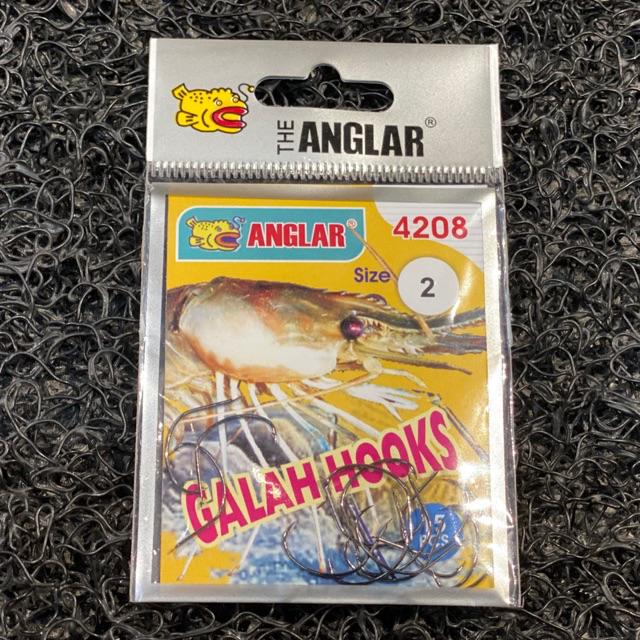 THE ANGLAR®
ANGLAR®
4208
Size 2
GALAH HOOKS